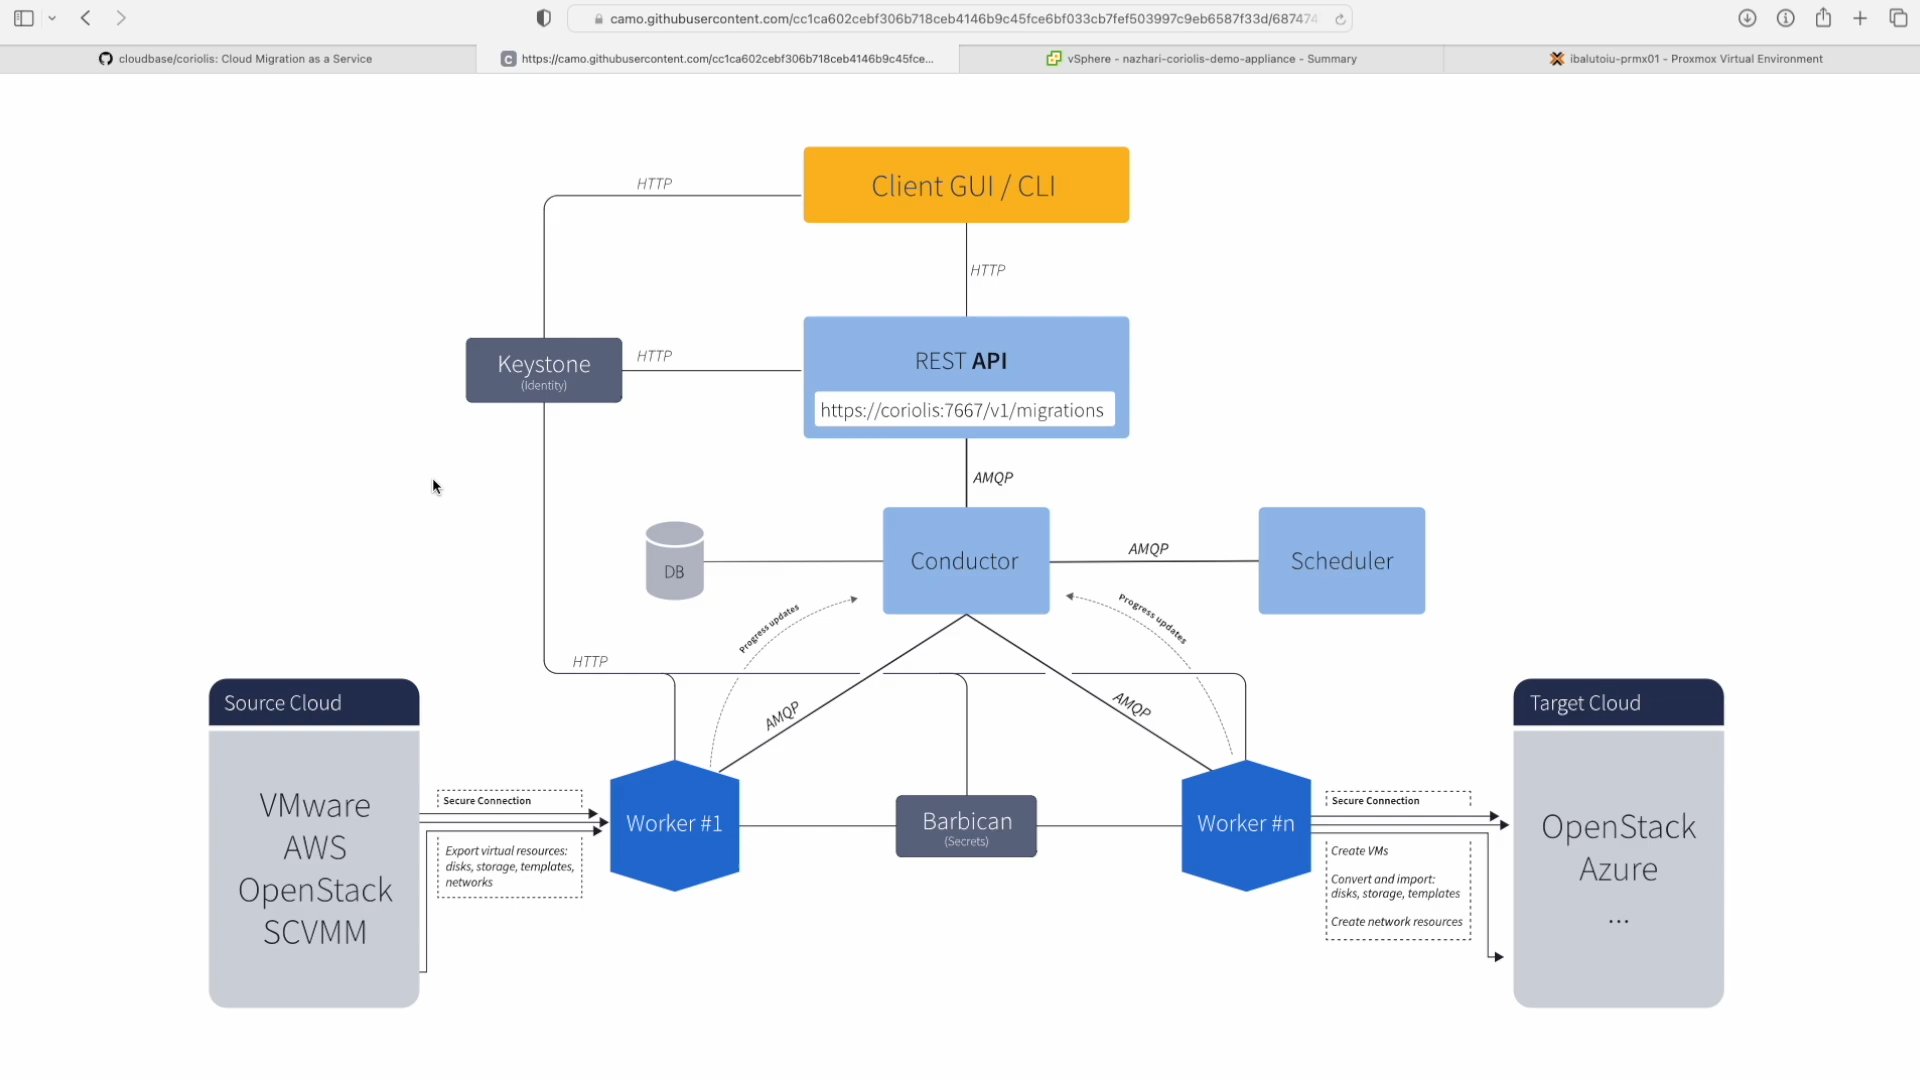 camo.githubusercontent.com/cc1ca602cebf306b718ceb4146b9c45fce6bf033cb7fef503997c9eb6587f33d/687474
cloudbase/coriolis: Cloud Migration as a Service
C https://camo.githubusercontent.com/cc1ca602cebf306b718ceb4146b9c45fce...
vSphere - nazhari-coriolis-demo-appliance - Summary
ibalutoiu-prmx01 - Proxmox Virtual Environment
HTTP
Client GUI / CLI
HTTP
Keystone
(Identity)
HTTP
REST API
https://coriolis:7667/v1/migrations
AMQP
DB
Conductor
AMQP
Scheduler
Progress updates
Progress updates
HTTP
AMQP
AMQP
Source Cloud
VMware
AWS
OpenStack
SCVMM
Secure Connection
Export virtual resources:
disks, storage, templates,
networks
Worker #1
Barbican
(Secrets)
Worker #n
Secure Connection
Create VMs
Convert and import:
disks, storage, templates
Create network resources
Target Cloud
OpenStack
Azure
...